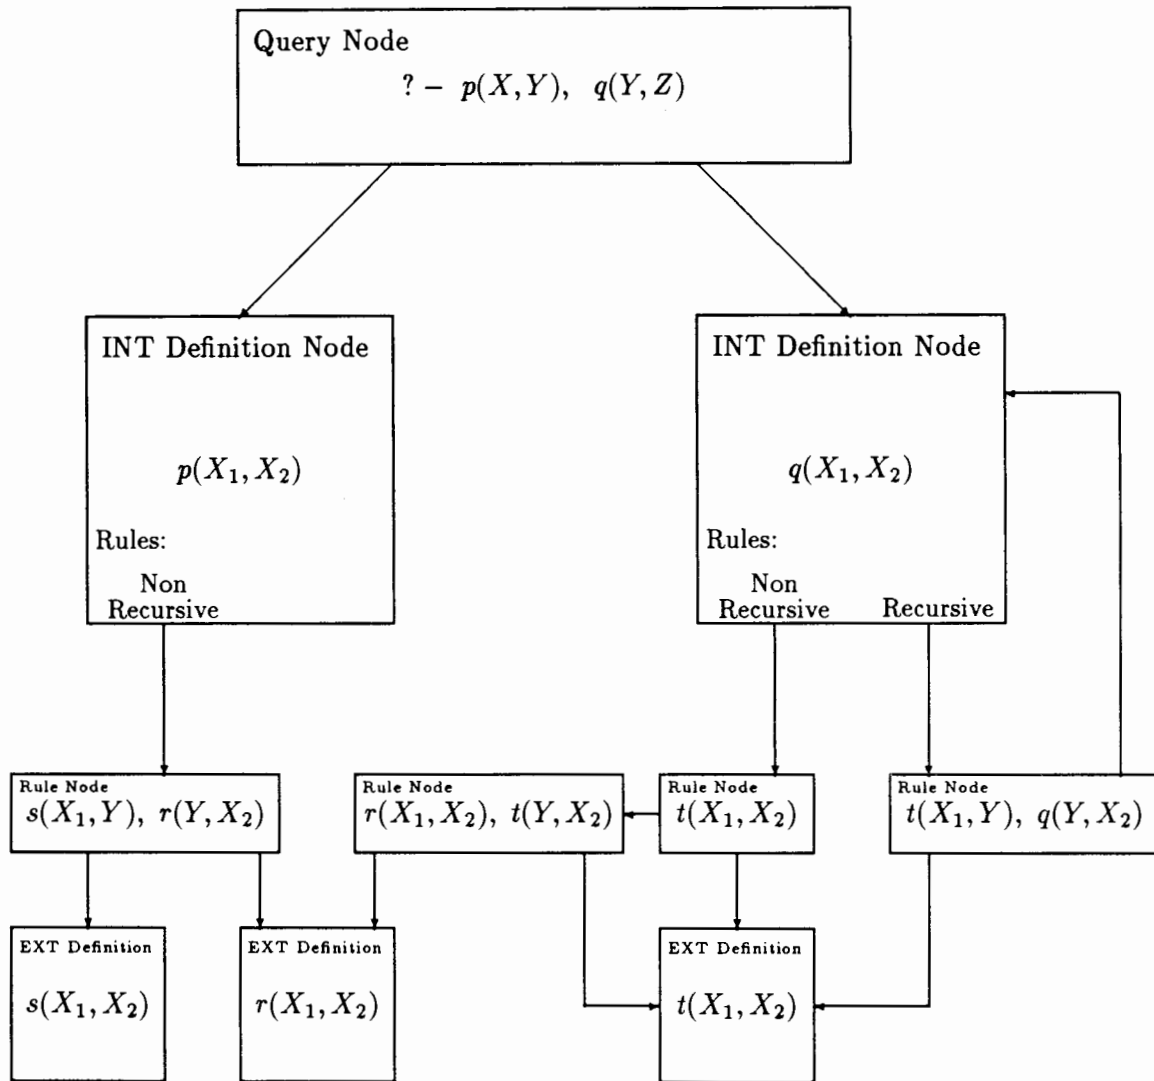 Query Node
? − p(X, Y), q(Y, Z)
INT Definition Node
p(X₁, X₂)
Rules:
Non
Recursive
INT Definition Node
q(X₁, X₂)
Rules:
Non
Recursive
Recursive
Rule Node
s(X₁, Y), r(Y, X₂)
Rule Node
r(X₁, X₂), t(Y, X₂)
Rule Node
t(X₁, X₂)
Rule Node
t(X₁, Y), q(Y, X₂)
EXT Definition
s(X₁, X₂)
EXT Definition
r(X₁, X₂)
EXT Definition
t(X₁, X₂)